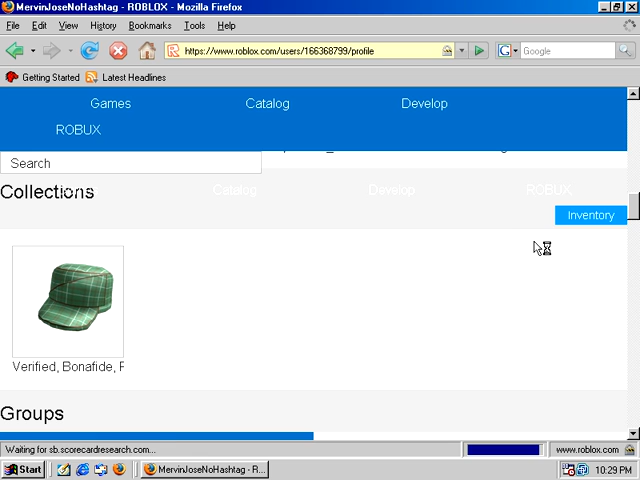 MervinJoseNoHashtag - ROBLOX - Mozilla Firefox
File Edit View History Bookmarks Tools Help
https://www.roblox.com/users/166368799/profile
Google
Getting Started Latest Headlines
Games Catalog Develop
ROBUX
Search
Collections Catalog Develop ROBUX
Inventory
Verified, Bonafide, F
Groups
Waiting for sb.scorecardresearch.com...
www.roblox.com
Start MervinJoseNoHashtag - R... 10:29 PM